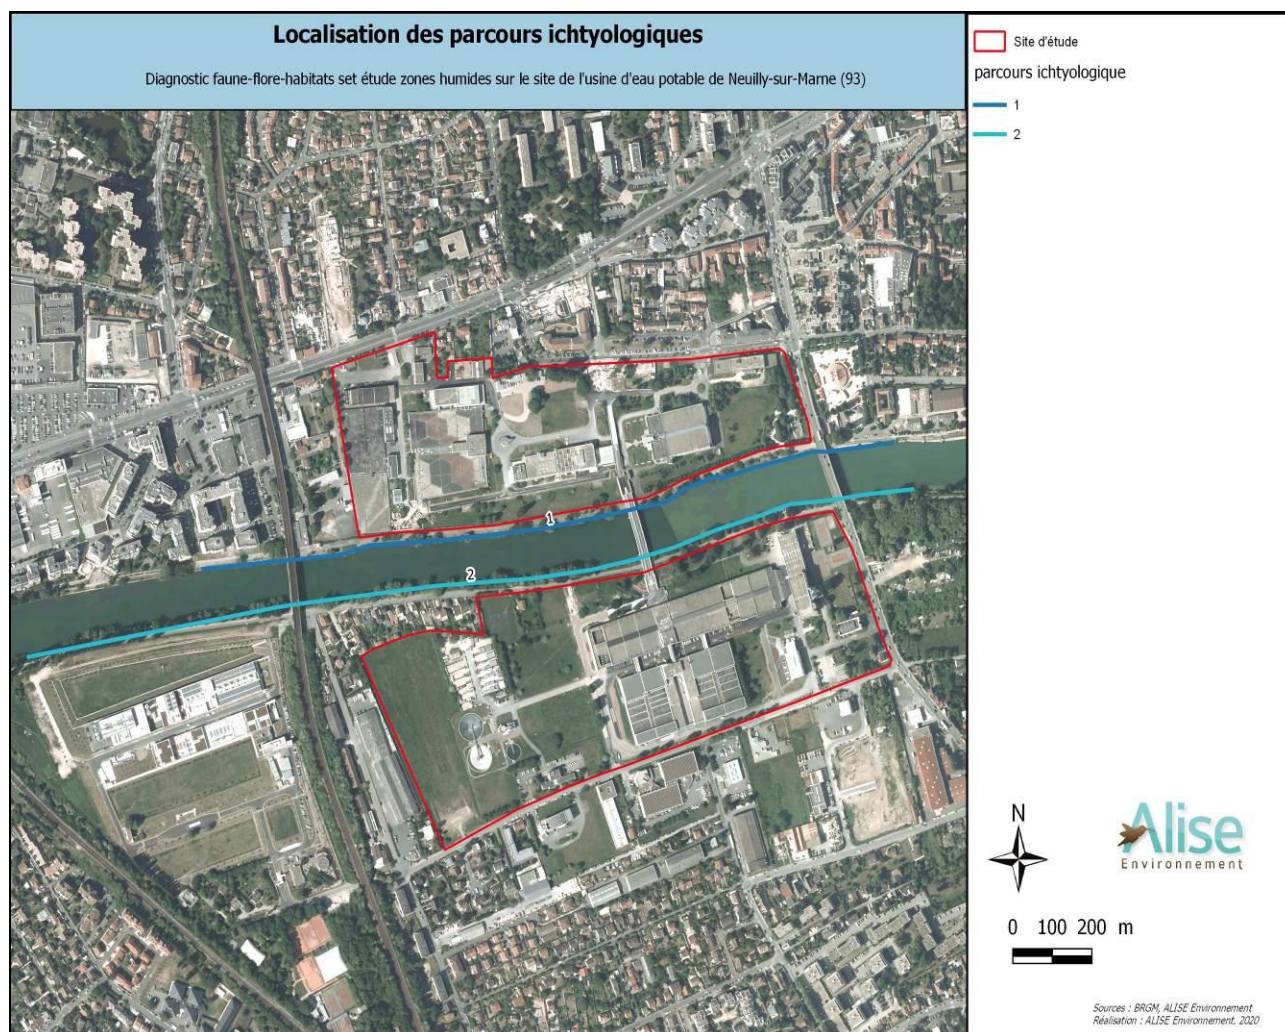 Localisation des parcours ichtyologiques
Diagnostic faune-flore-habitats set étude zones humides sur le site de l'usine d'eau potable de Neuilly-sur-Marne (93)
Site d'étude
parcours ichtyologique
1
2
1
2
N
Alise
Environnement
0 100 200 m
Sources : BRGM, ALISE Environnement
Réalisation : ALISE Environnement. 2020